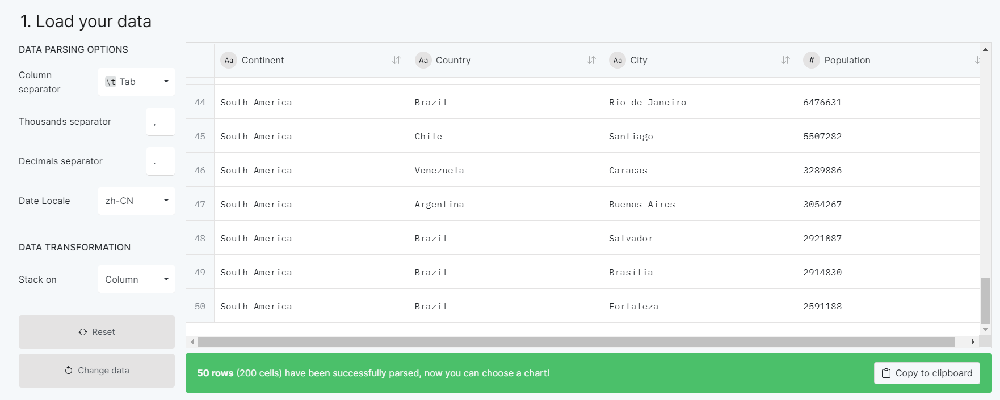 1. Load your data
DATA PARSING OPTIONS
Column separator
\t Tab
Thousands separator
,
Decimals separator
.
Date Locale
zh-CN
DATA TRANSFORMATION
Stack on
Column
Reset
Change data
Aa Continent Aa Country Aa City # Population
44 South America Brazil Rio de Janeiro 6476631
45 South America Chile Santiago 5507282
46 South America Venezuela Caracas 3289886
47 South America Argentina Buenos Aires 3054267
48 South America Brazil Salvador 2921087
49 South America Brazil Brasília 2914830
50 South America Brazil Fortaleza 2591188
50 rows (200 cells) have been successfully parsed, now you can choose a chart!
Copy to clipboard